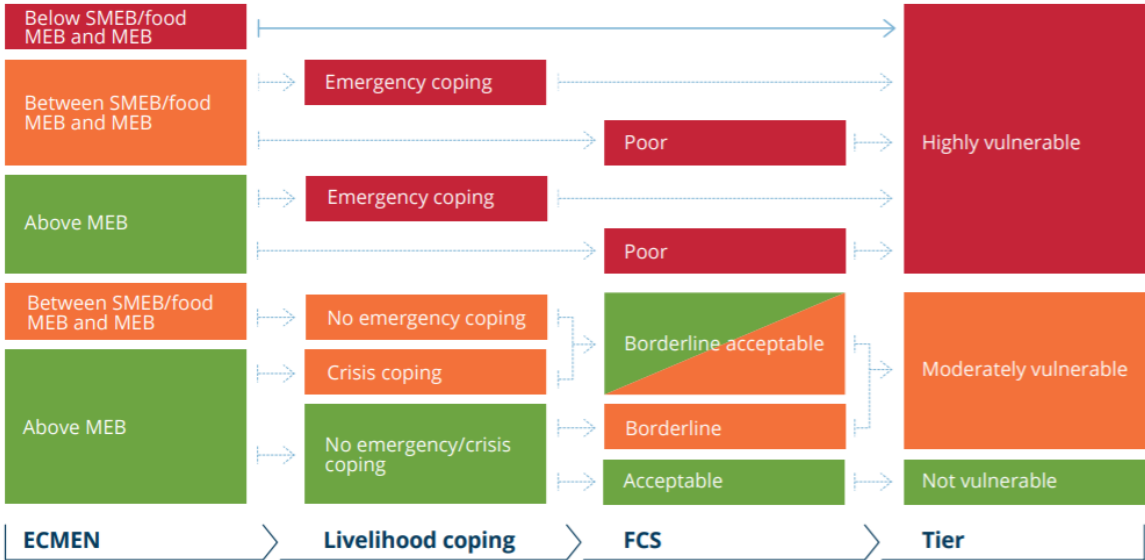 Below SMEB/food
MEB and MEB
Between SMEB/food
MEB and MEB
Emergency coping
Poor
Highly vulnerable
Above MEB
Emergency coping
Poor
Between SMEB/food
MEB and MEB
No emergency coping
Borderline acceptable
Moderately vulnerable
Crisis coping
Above MEB
No emergency/crisis
coping
Borderline
Acceptable
Not vulnerable
ECMEN
Livelihood coping
FCS
Tier